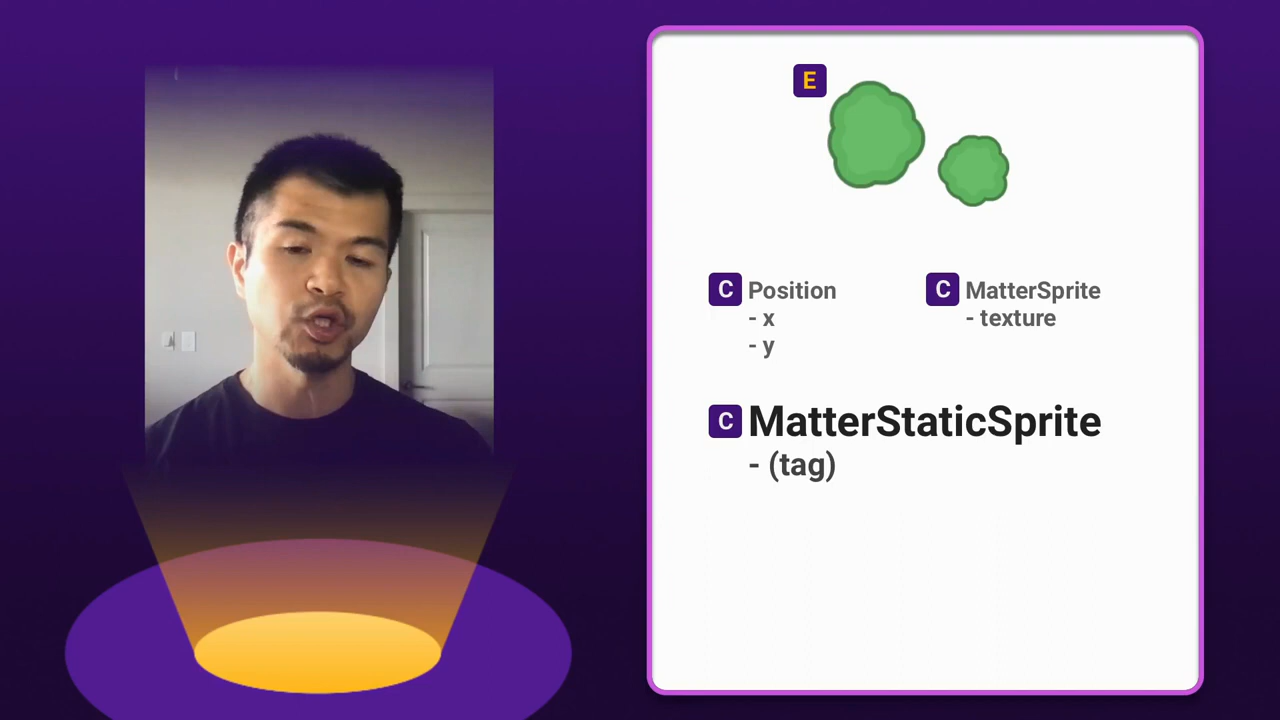 E
C Position
- x
- y
C MatterSprite
- texture
C MatterStaticSprite
- (tag)